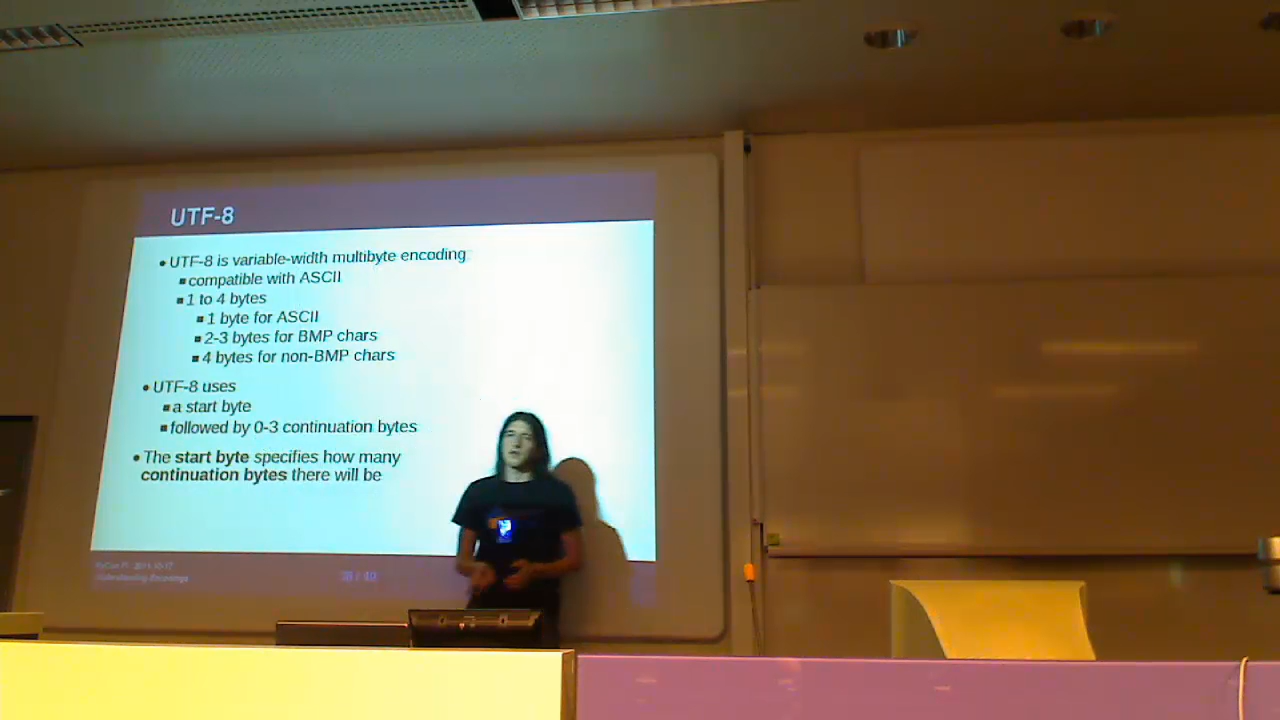 UTF-8
• UTF-8 is variable-width multibyte encoding
▪ compatible with ASCII
▪ 1 to 4 bytes
▪ 1 byte for ASCII
▪ 2-3 bytes for BMP chars
▪ 4 bytes for non-BMP chars
• UTF-8 uses
▪ a start byte
▪ followed by 0-3 continuation bytes
• The start byte specifies how many
continuation bytes there will be
Understanding Encodings